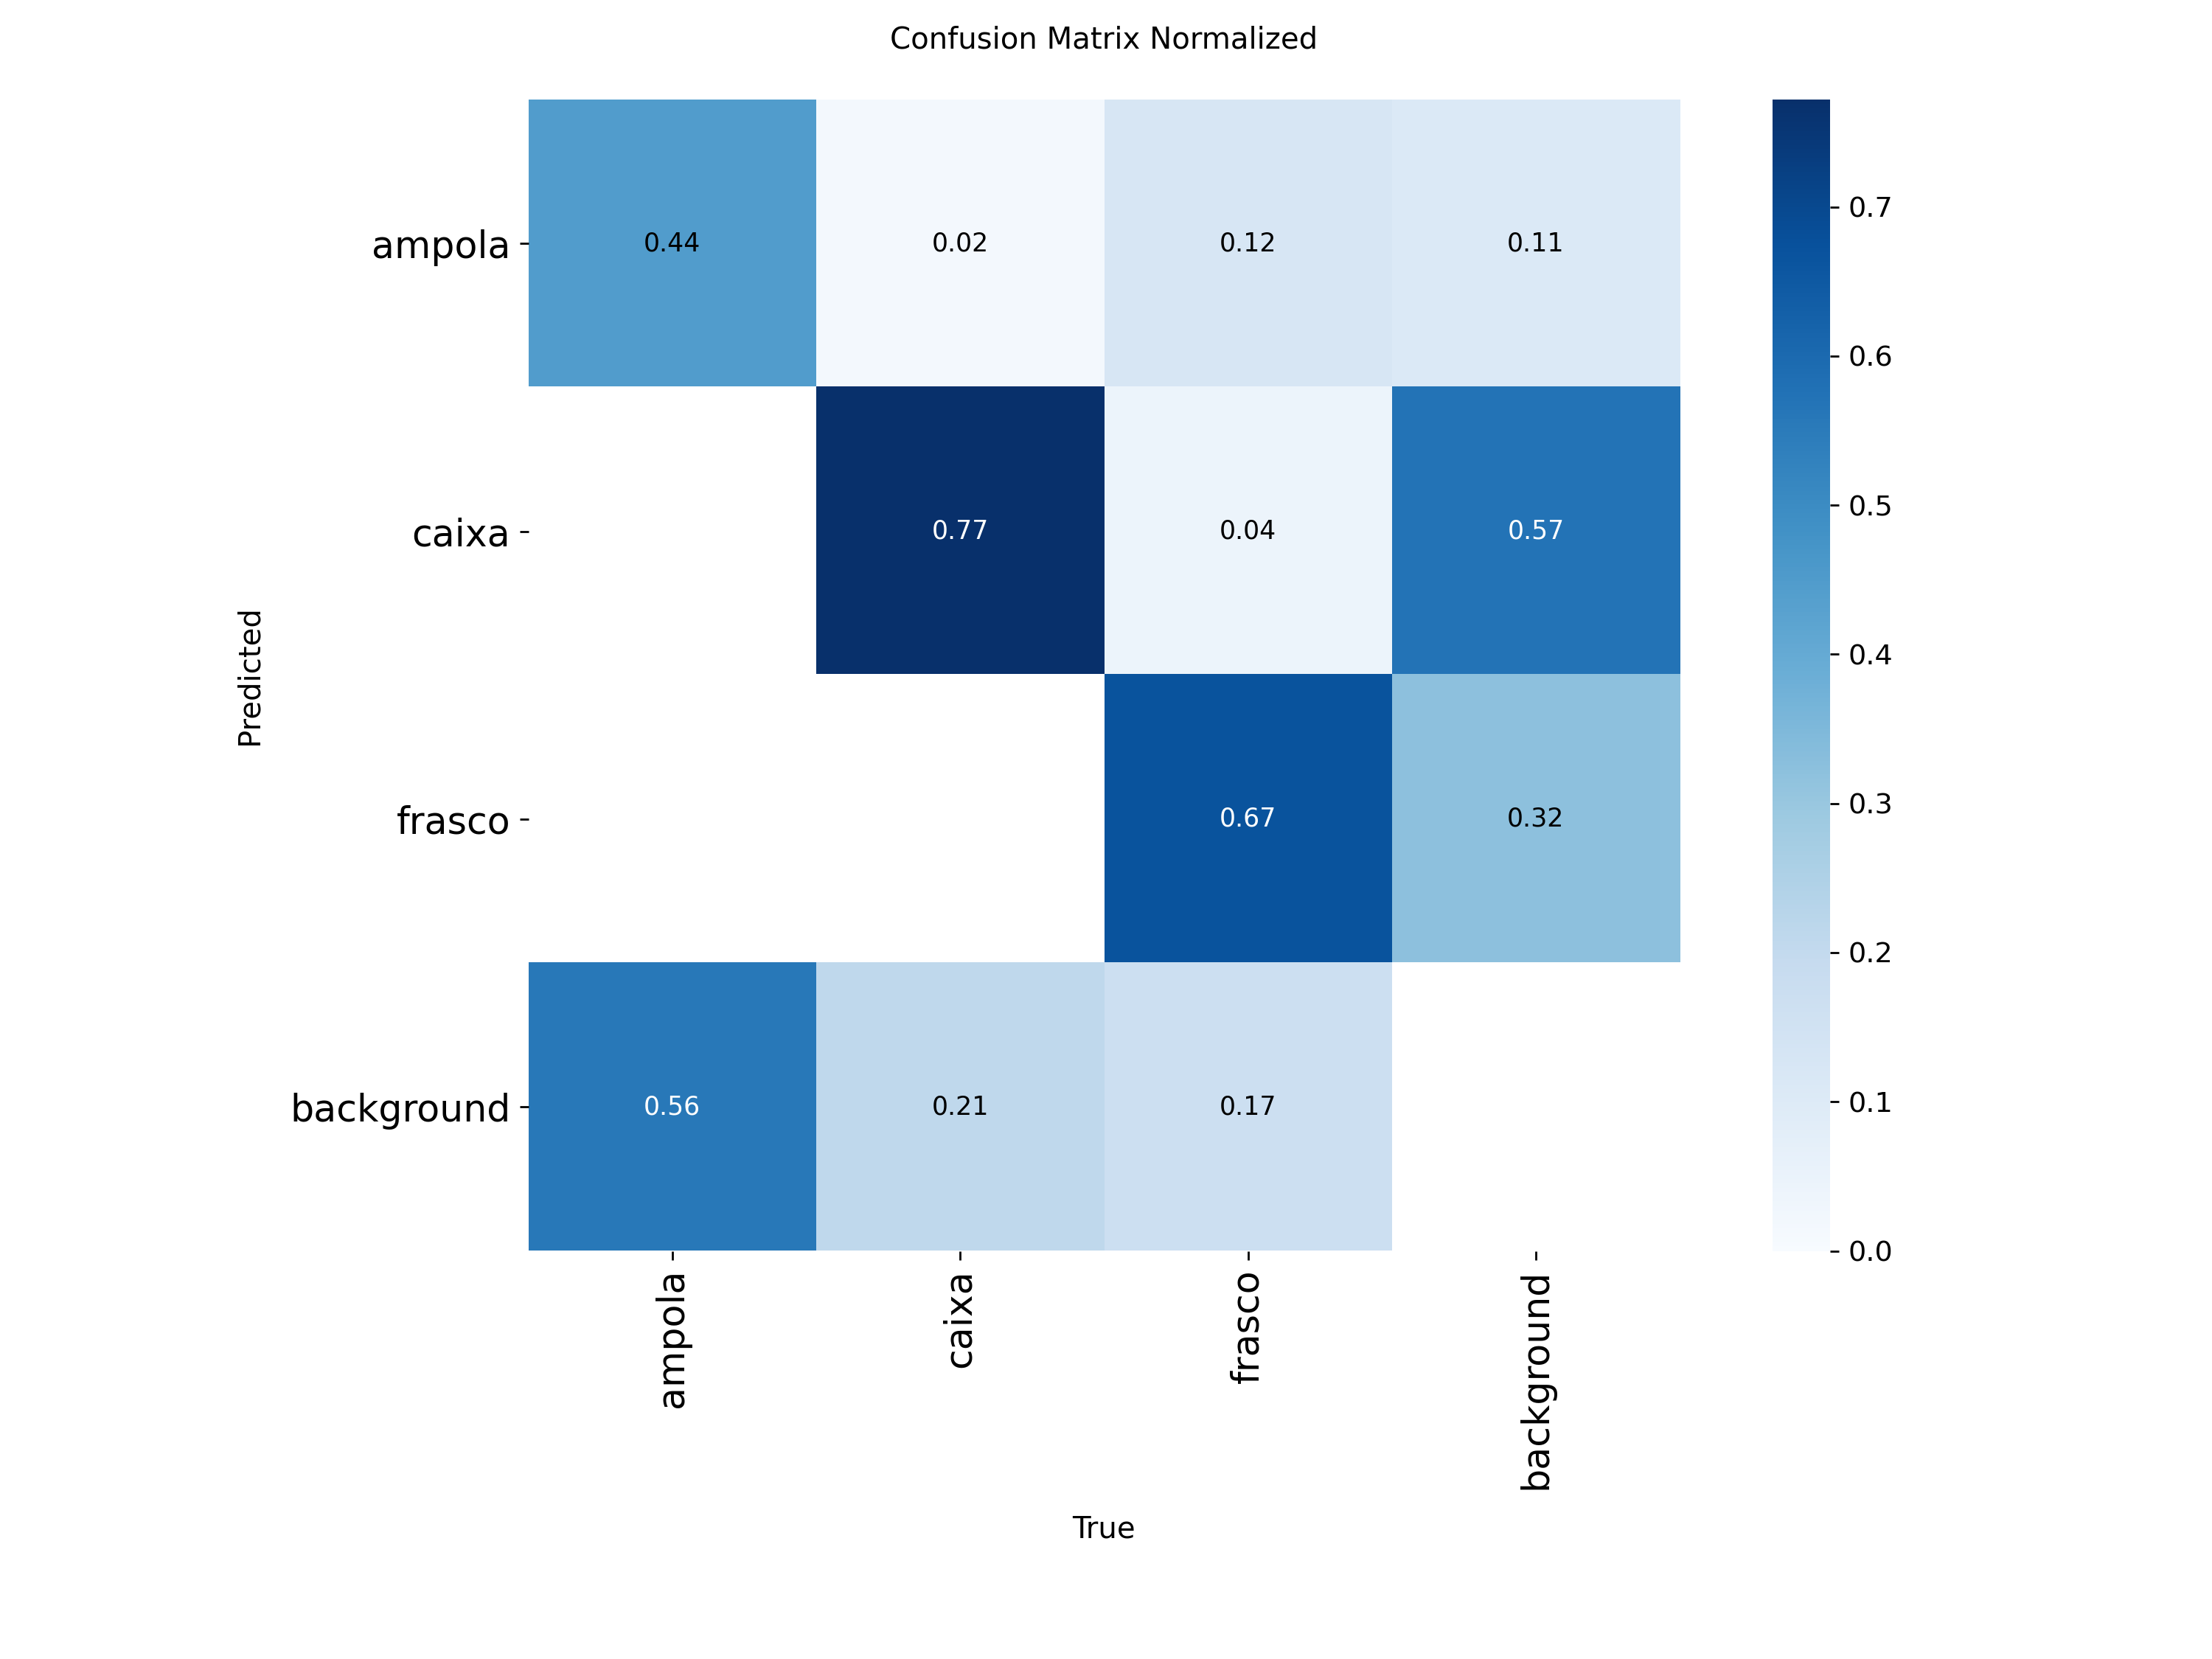 Confusion Matrix Normalized
ampola
0.44
0.02
0.12
0.11
caixa
0.77
0.04
0.57
frasco
0.67
0.32
background
0.56
0.21
0.17
Predicted
ampola
caixa
frasco
background
True
0.7
0.6
0.5
0.4
0.3
0.2
0.1
0.0